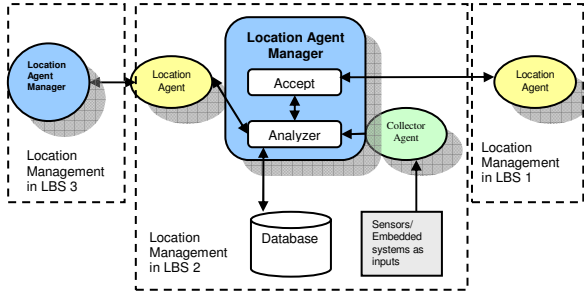 Location
Agent
Manager
Location
Management
in LBS 3
Location
Agent
Location Agent
Manager
Accept
Analyzer
Collector
Agent
Database
Location
Management
in LBS 2
Sensors/
Embedded
systems as
inputs
Location
Agent
Location
Management
in LBS 1